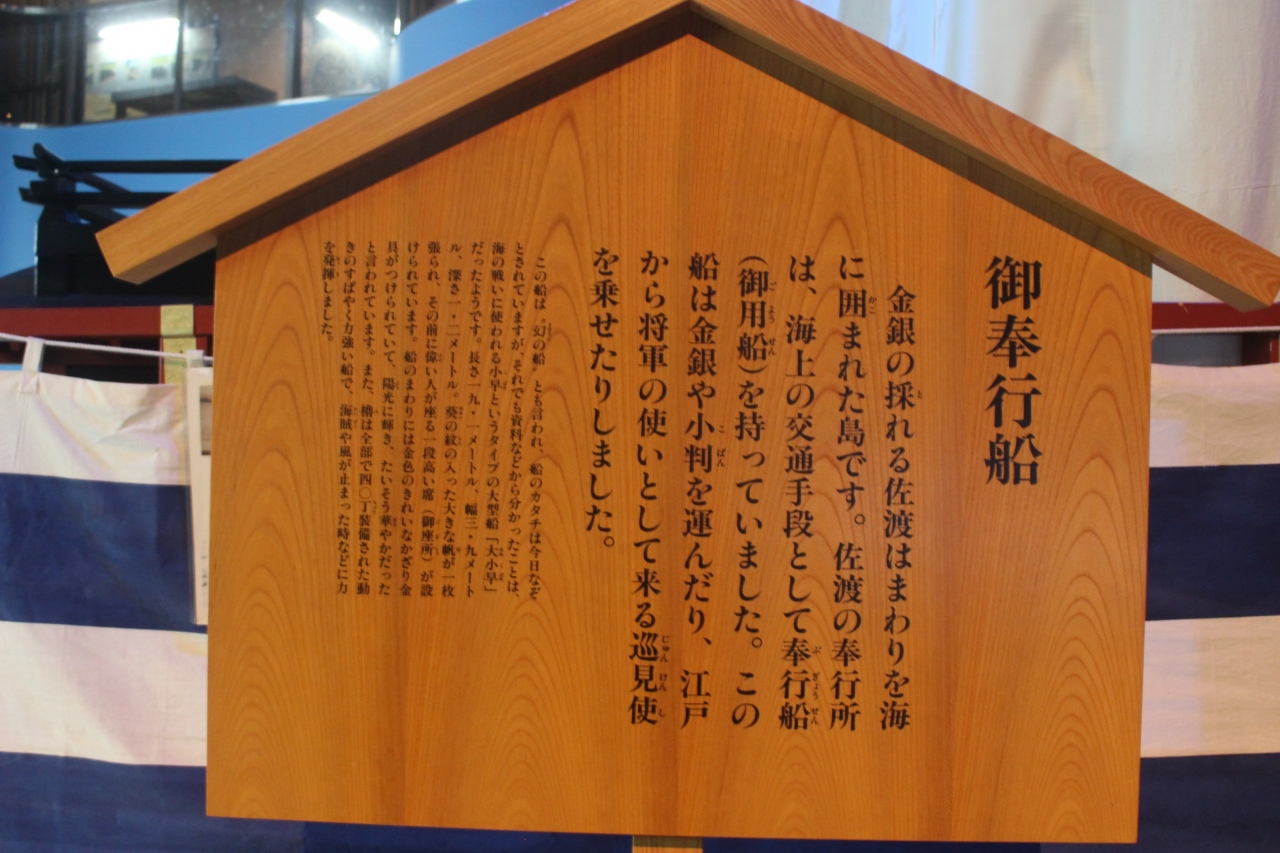 御奉行船
金銀の採れる佐渡はまわりを海
に囲まれた島です。佐渡の奉行所
は、海上の交通手段として奉行船
（御用船）を持っていました。この
船は金銀や小判を運んだり、江戸
から将軍の使いとして来る巡見使
を乗せたりしました。
この船は〝幻の船〟とも言われ、船のカタチは今日なぞ
とされていますが、それでも資料などから分かったことは、
海の戦いに使われる小早というタイプの大型船「大小早」
だったようです。長さ一九・一メートル、幅三・九メート
ル、深さ一・二メートル。葵の紋の入った大きな帆が一枚
張られ、その前に偉い人が座る一段高い席（御座所）が設
けられています。船のまわりには金色のきれいなかざり金
具がつけられていて、陽光に輝き、たいそう華やかだった
と言われています。また、櫓は全部で四〇丁装備された動
きのすばやく力強い船で、海賊や風が止まった時などに力
を発揮しました。